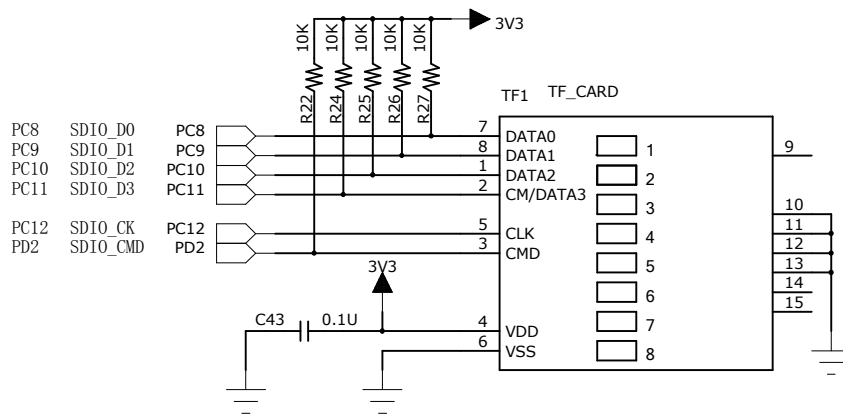 10K 10K 10K 10K 10K
3V3
R22 R24 R25 R26 R27
TF1 TF_CARD
PC8 SDIO_D0 PC8 7 DATA0
PC9 SDIO_D1 PC9 8 DATA1
PC10 SDIO_D2 PC10 1 DATA2
PC11 SDIO_D3 PC11 2 CM/DATA3
PC12 SDIO_CK PC12 5 CLK
PD2 SDIO_CMD PD2 3 CMD
3V3
C43 0.1U 4 VDD
6 VSS
1
2
3
4
5
6
7
8
9
10
11
12
13
14
15